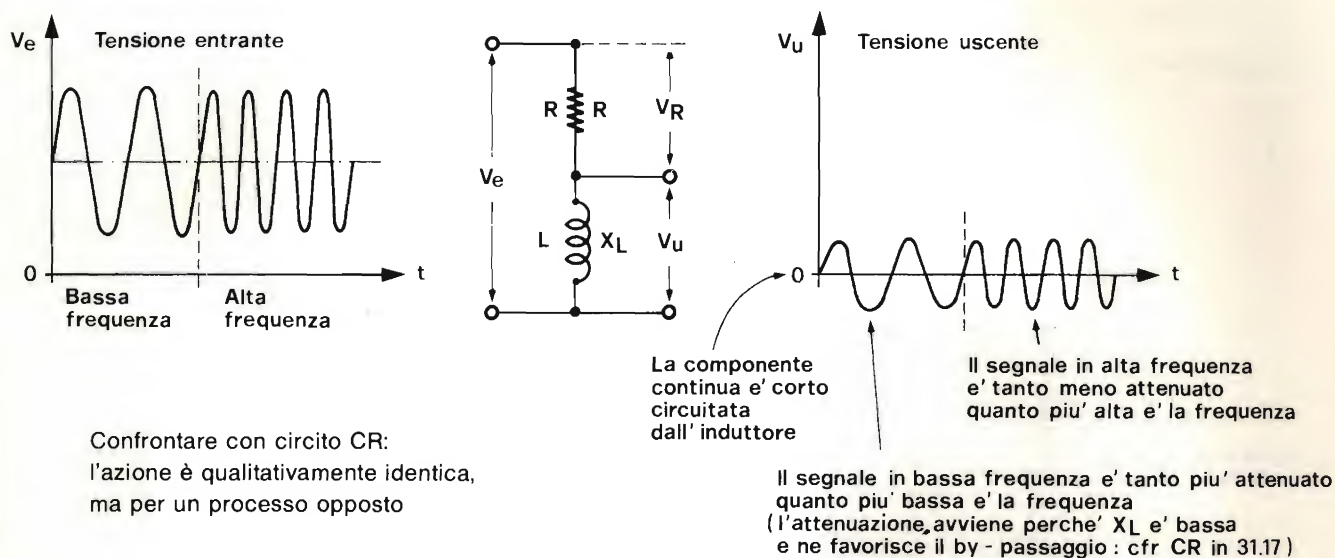 Ve
Tensione entrante
0
t
Bassa
frequenza
Alta
frequenza
Ve
R
R
VR
L
XL
Vu
Vu
Tensione uscente
0
t
La componente
continua e' corto
circuitata
dall' induttore
Il segnale in alta frequenza
e' tanto meno attenuato
quanto piu' alta e' la frequenza
Confrontare con circito CR:
l'azione è qualitativamente identica,
ma per un processo opposto
Il segnale in bassa frequenza e' tanto piu' attenuato
quanto piu' bassa e' la frequenza
(l'attenuazione, avviene perche' XL e' bassa
e ne favorisce il by - passaggio : cfr CR in 31.17)